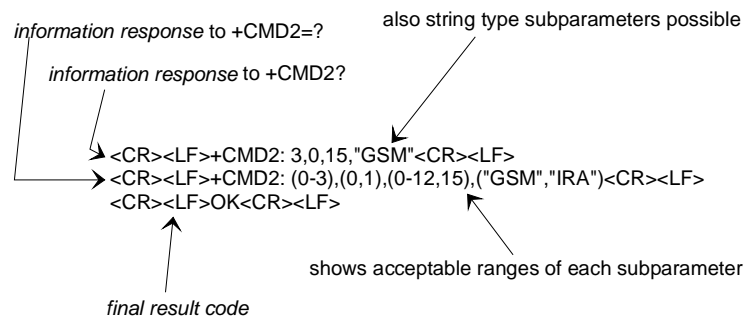 also string type subparameters possible
information response to +CMD2=?
information response to +CMD2?
<CR><LF>+CMD2: 3,0,15,"GSM"<CR><LF>
<CR><LF>+CMD2: (0-3),(0,1),(0-12,15),("GSM","IRA")<CR><LF>
<CR><LF>OK<CR><LF>
shows acceptable ranges of each subparameter
final result code